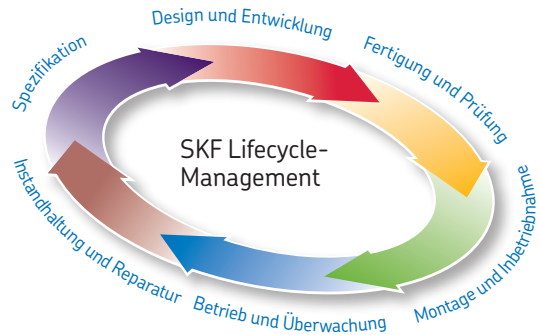 Design und Entwicklung
Fertigung und Prüfung
Montage und Inbetriebnahme
Betrieb und Überwachung
Instandhaltung und Reparatur
Spezifikation
SKF Lifecycle-
Management